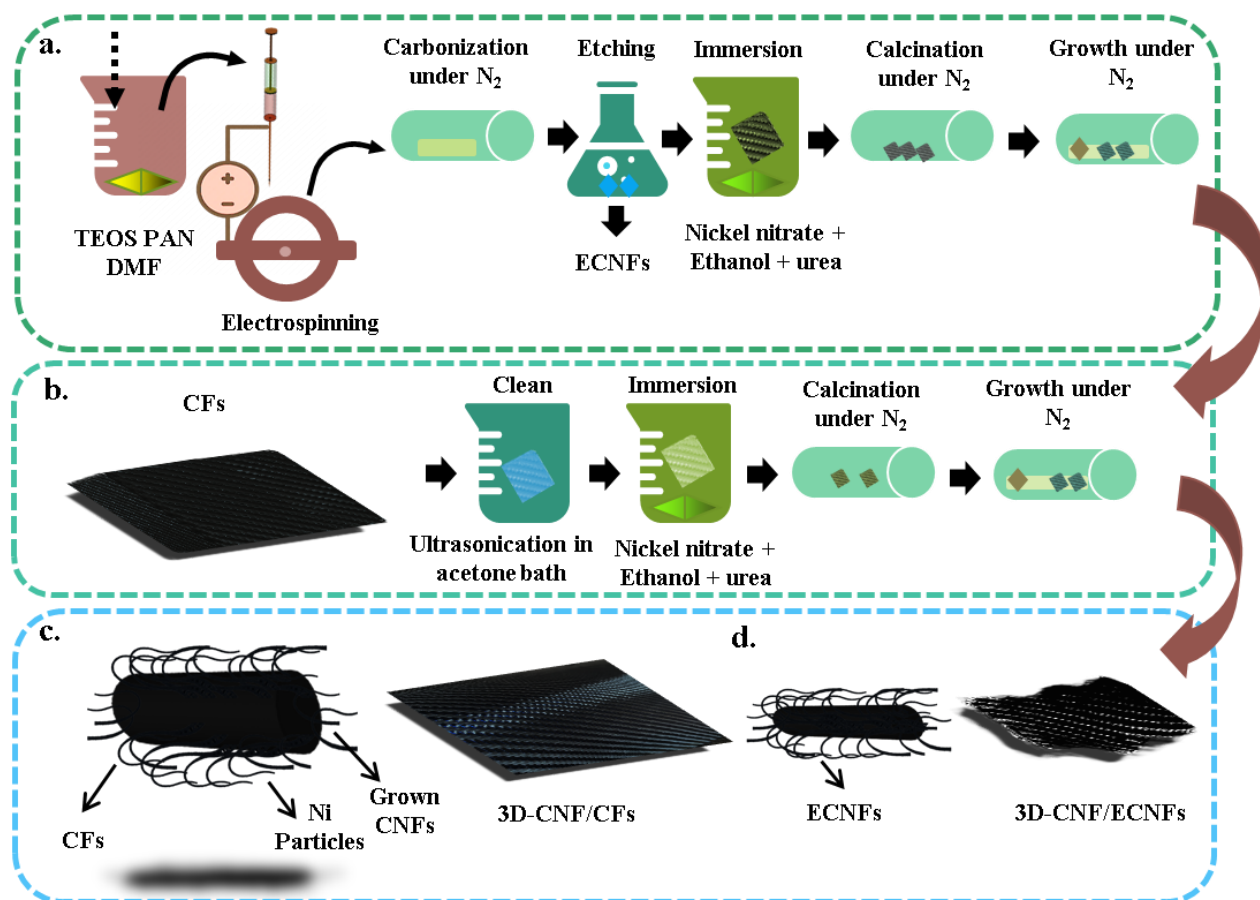 a.
TEOS PAN
DMF
+
−
Electrospinning
Carbonization
under N₂
Etching
ECNFs
Immersion
Nickel nitrate +
Ethanol + urea
Calcination
under N₂
Growth under
N₂
b.
CFs
Clean
Ultrasonication in
acetone bath
Immersion
Nickel nitrate +
Ethanol + urea
Calcination
under N₂
Growth under
N₂
c.
CFs
Ni
Particles
Grown
CNFs
3D-CNF/CFs
d.
ECNFs
3D-CNF/ECNFs